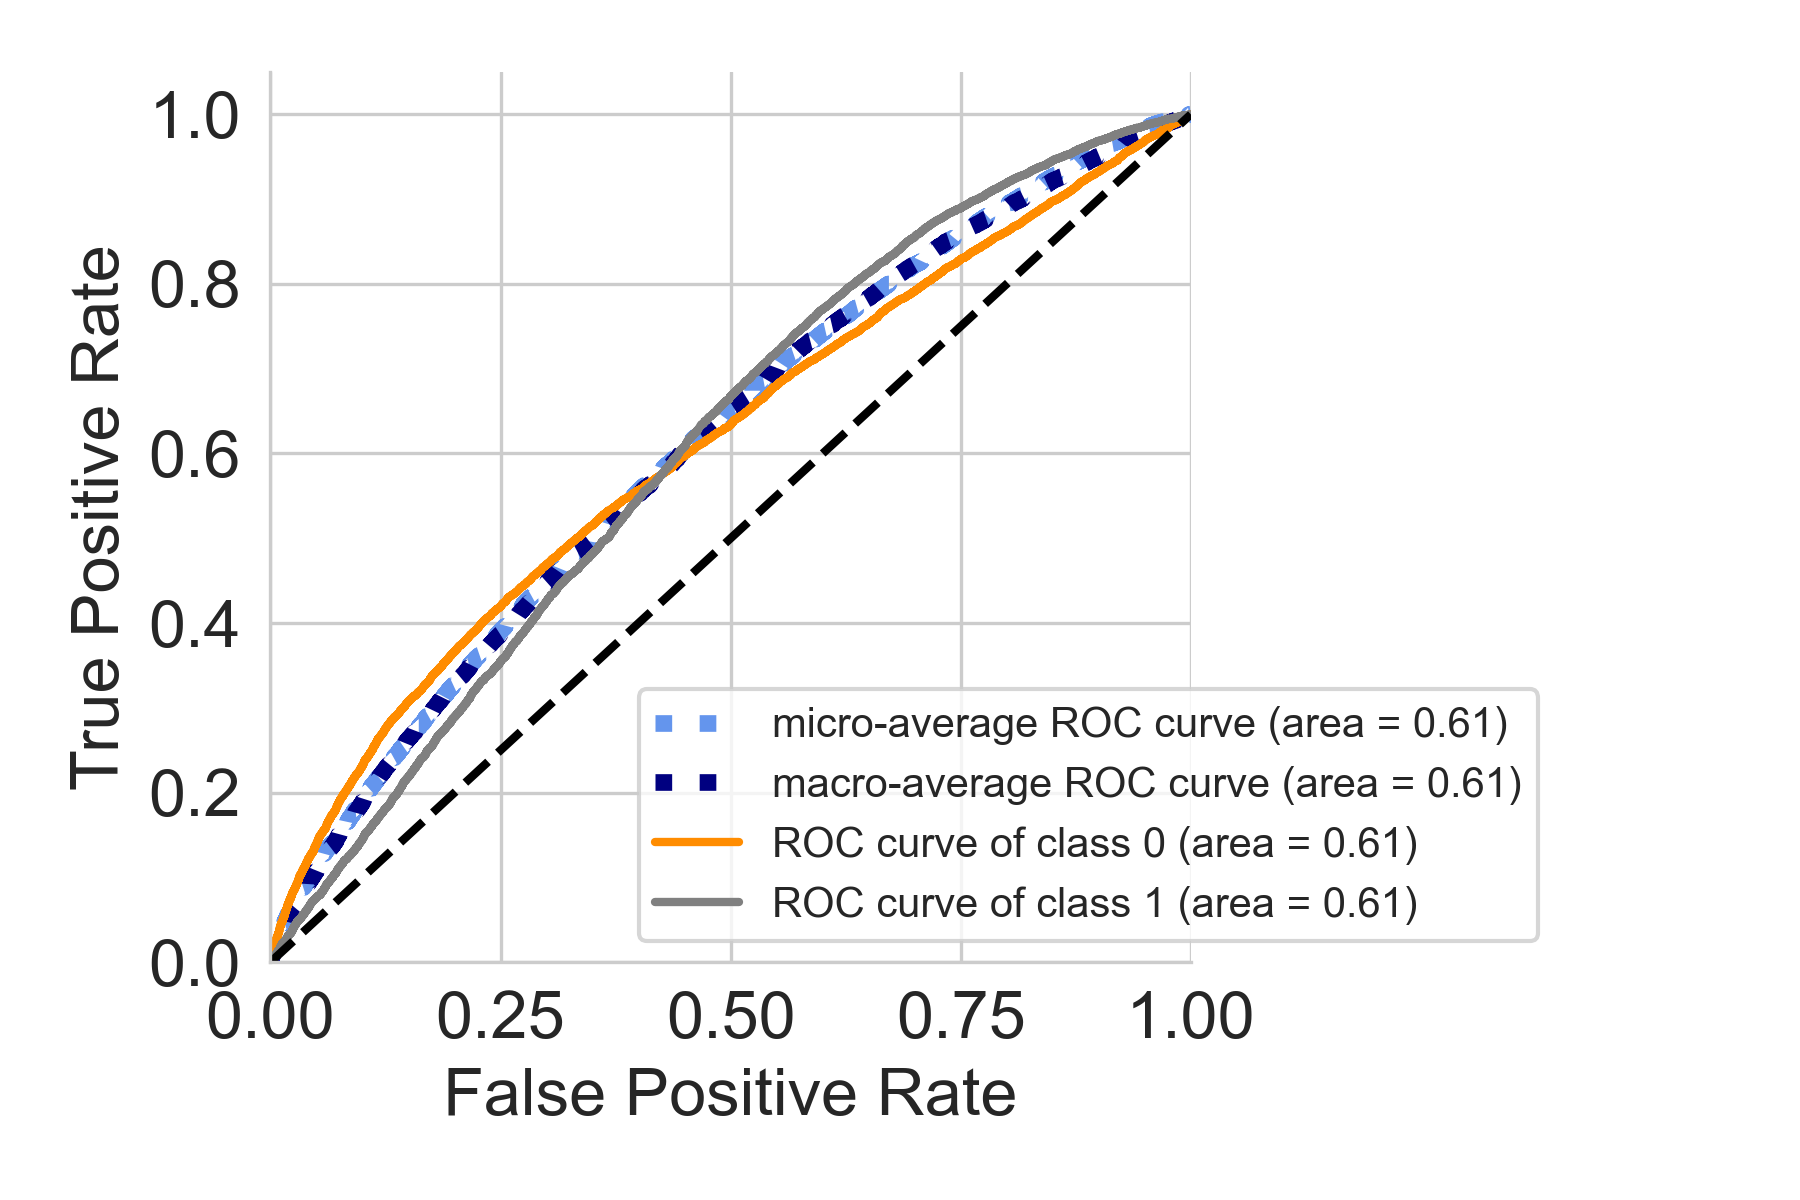 True Positive Rate
1.0
0.8
0.6
0.4
0.2
0.0
0.00 0.25 0.50 0.75 1.00
False Positive Rate
micro-average ROC curve (area = 0.61)
macro-average ROC curve (area = 0.61)
ROC curve of class 0 (area = 0.61)
ROC curve of class 1 (area = 0.61)